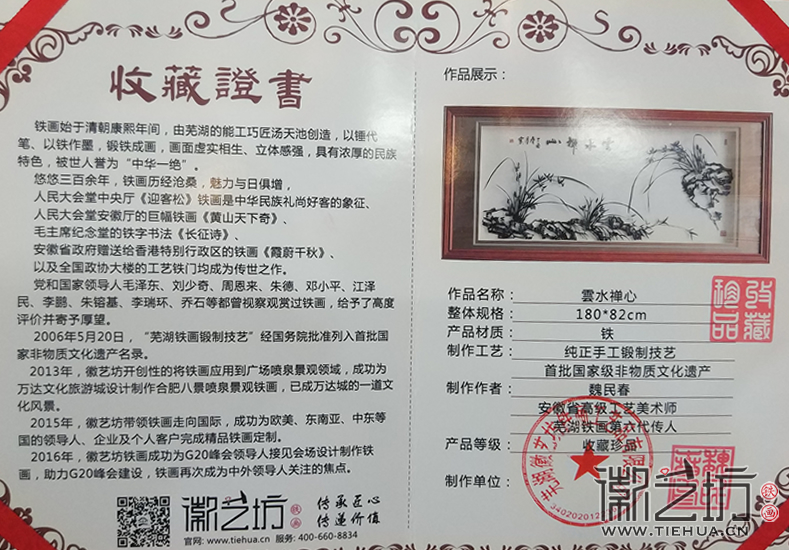 收藏證書
铁画始于清朝康熙年间，由芜湖的能工巧匠汤天池创造，以锤代
笔、以铁作墨，锻铁成画，画面虚实相生、立体感强，具有浓厚的民族
特色，被世人誉为“中华一绝”。
悠悠三百余年，铁画历经沧桑，魅力与日俱增，
人民大会堂中央厅《迎客松》铁画是中华民族礼尚好客的象征、
人民大会堂安徽厅的巨幅铁画《黄山天下奇》、
毛主席纪念堂的铁字书法《长征诗》、
安徽省政府赠送给香港特别行政区的铁画《霞蔚千秋》、
以及全国政协大楼的工艺铁门均成为传世之作。
党和国家领导人毛泽东、刘少奇、周恩来、朱德、邓小平、江泽
民、李鹏、朱镕基、李瑞环、乔石等都曾视察观赏过铁画，给予了高度
评价并寄予厚望。
2006年5月20日，“芜湖铁画锻制技艺”经国务院批准列入首批国
家非物质文化遗产名录。
2013年，徽艺坊开创性的将铁画应用到广场喷泉景观领域，成功为
万达文化旅游城设计制作合肥八景喷泉景观铁画，已成万达城的一道文
化风景。
2015年，徽艺坊带领铁画走向国际，成功为欧美、东南亚、中东等
国的领导人、企业及个人客户完成精品铁画定制。
2016年，徽艺坊铁画成功为G20峰会领导人接见会场设计制作铁
画，助力G20峰会建设，铁画再次成为中外领导人关注的焦点。
徽艺坊
铁画
传承匠心
传递价值
官网：www.tiehua.cn 服务：400-660-8834
作品展示：
雲水禅心
作品名称：雲水禅心
整体规格：180*82cm
产品材质：铁
制作工艺：纯正手工锻制技艺
首批国家级非物质文化遗产
制作作者：魏民春
安徽省高级工艺美术师
芜湖铁画第六代传人
产品等级：收藏珍品
制作单位：
收藏
珍品
徽艺坊
铁画
WWW.TIEHUA.CN